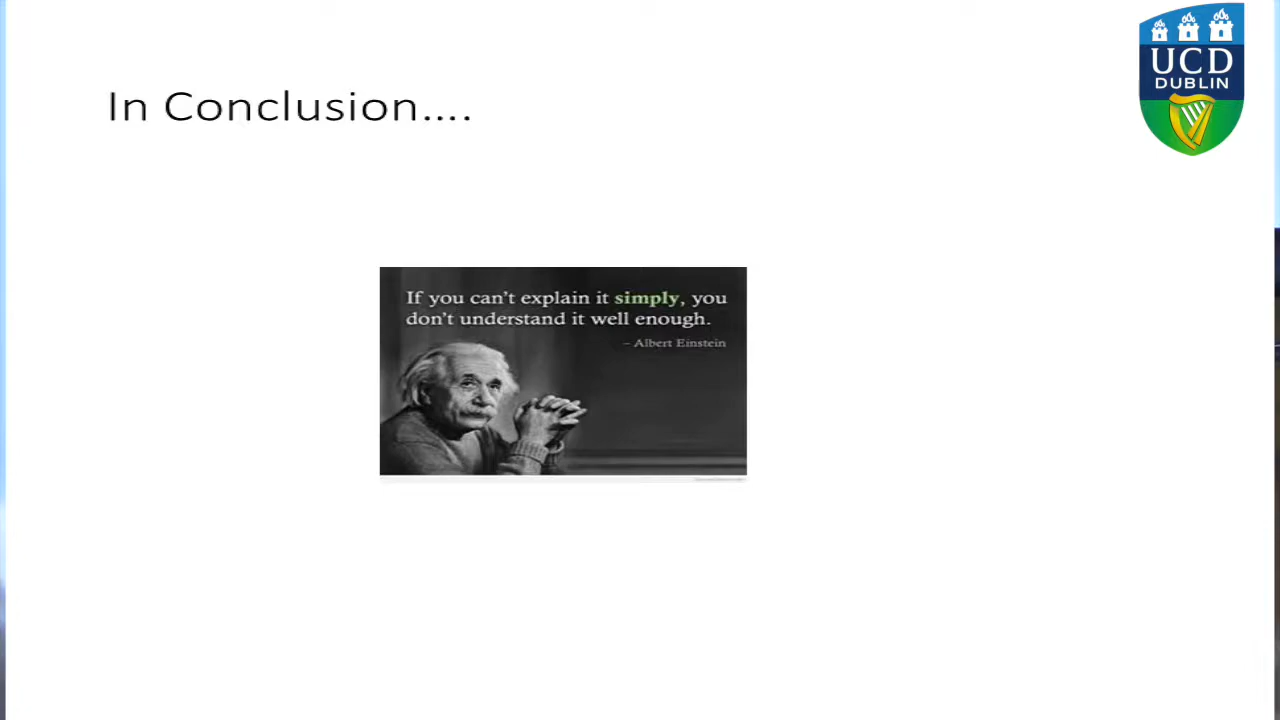 UCD
DUBLIN
In Conclusion....
If you can't explain it simply, you
don't understand it well enough.
– Albert Einstein